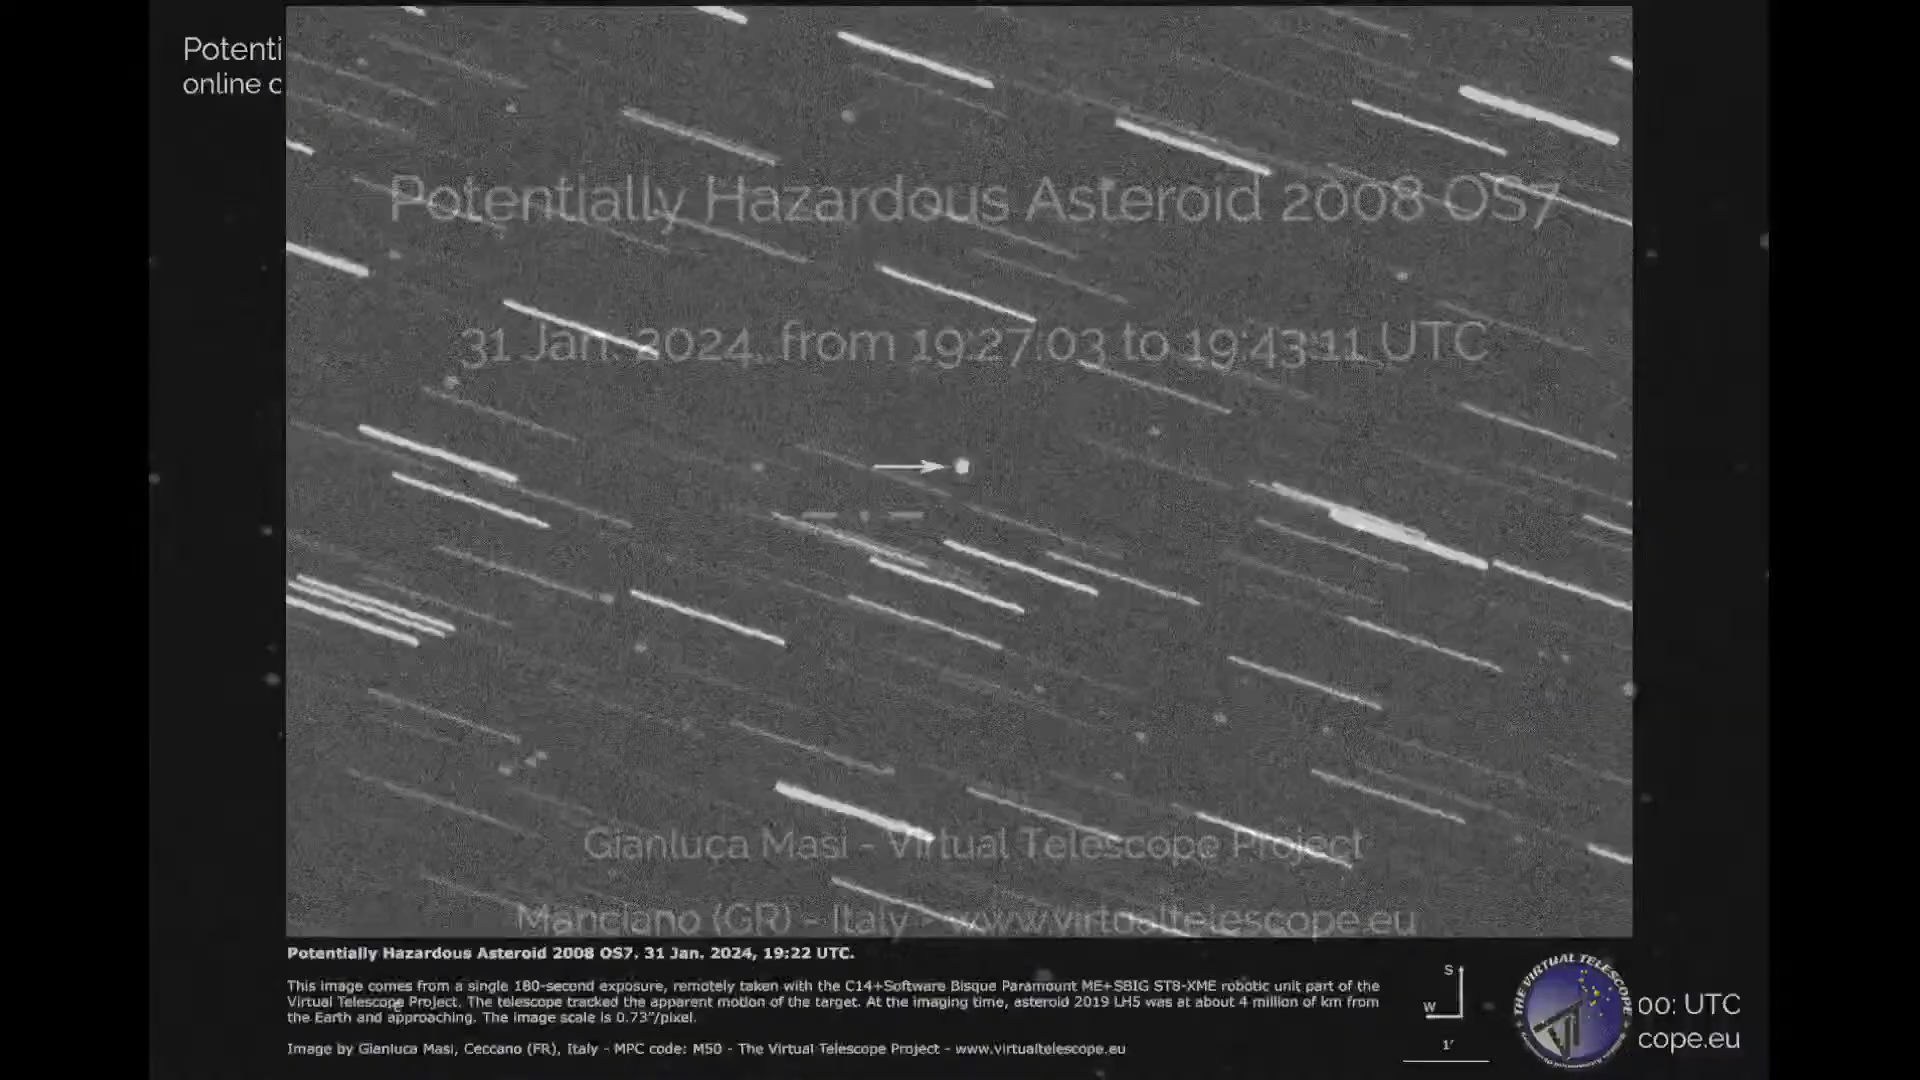 Potenti
online c
Potentially Hazardous Asteroid 2008 OS7
31 Jan. 2024, from 19:27:03 to 19:43:11 UTC
Gianluca Masi - Virtual Telescope Project
Manciano (GR) - Italy - www.virtualtelescope.eu
Potentially Hazardous Asteroid 2008 OS7. 31 Jan. 2024, 19:22 UTC.
This image comes from a single 180-second exposure, remotely taken with the C14+Software Bisque Paramount ME+SBIG ST8-XME robotic unit part of the
Virtual Telescope Project. The telescope tracked the apparent motion of the target. At the imaging time, asteroid 2019 LH5 was at about 4 million of km from
the Earth and approaching. The image scale is 0.73"/pixel.
Image by Gianluca Masi, Ceccano (FR), Italy - MPC code: M50 - The Virtual Telescope Project - www.virtualtelescope.eu
S
W
1'
THE VIRTUAL TELESCOPE
00: UTC
cope.eu